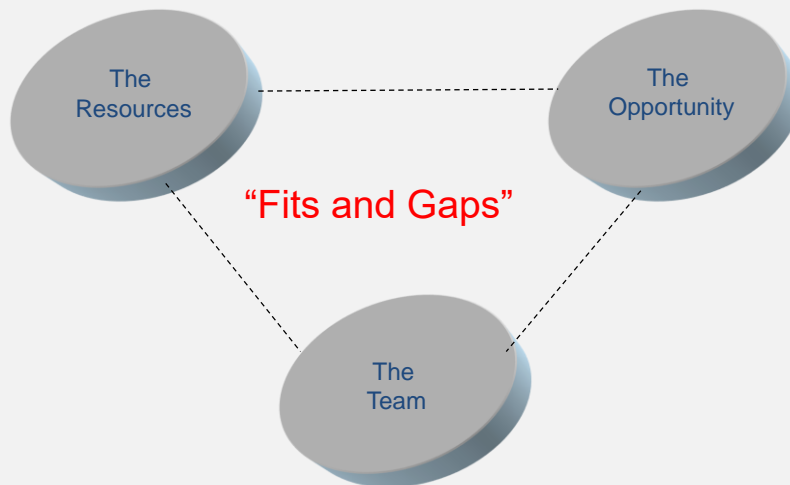 The
Resources
The
Opportunity
“Fits and Gaps”
The
Team